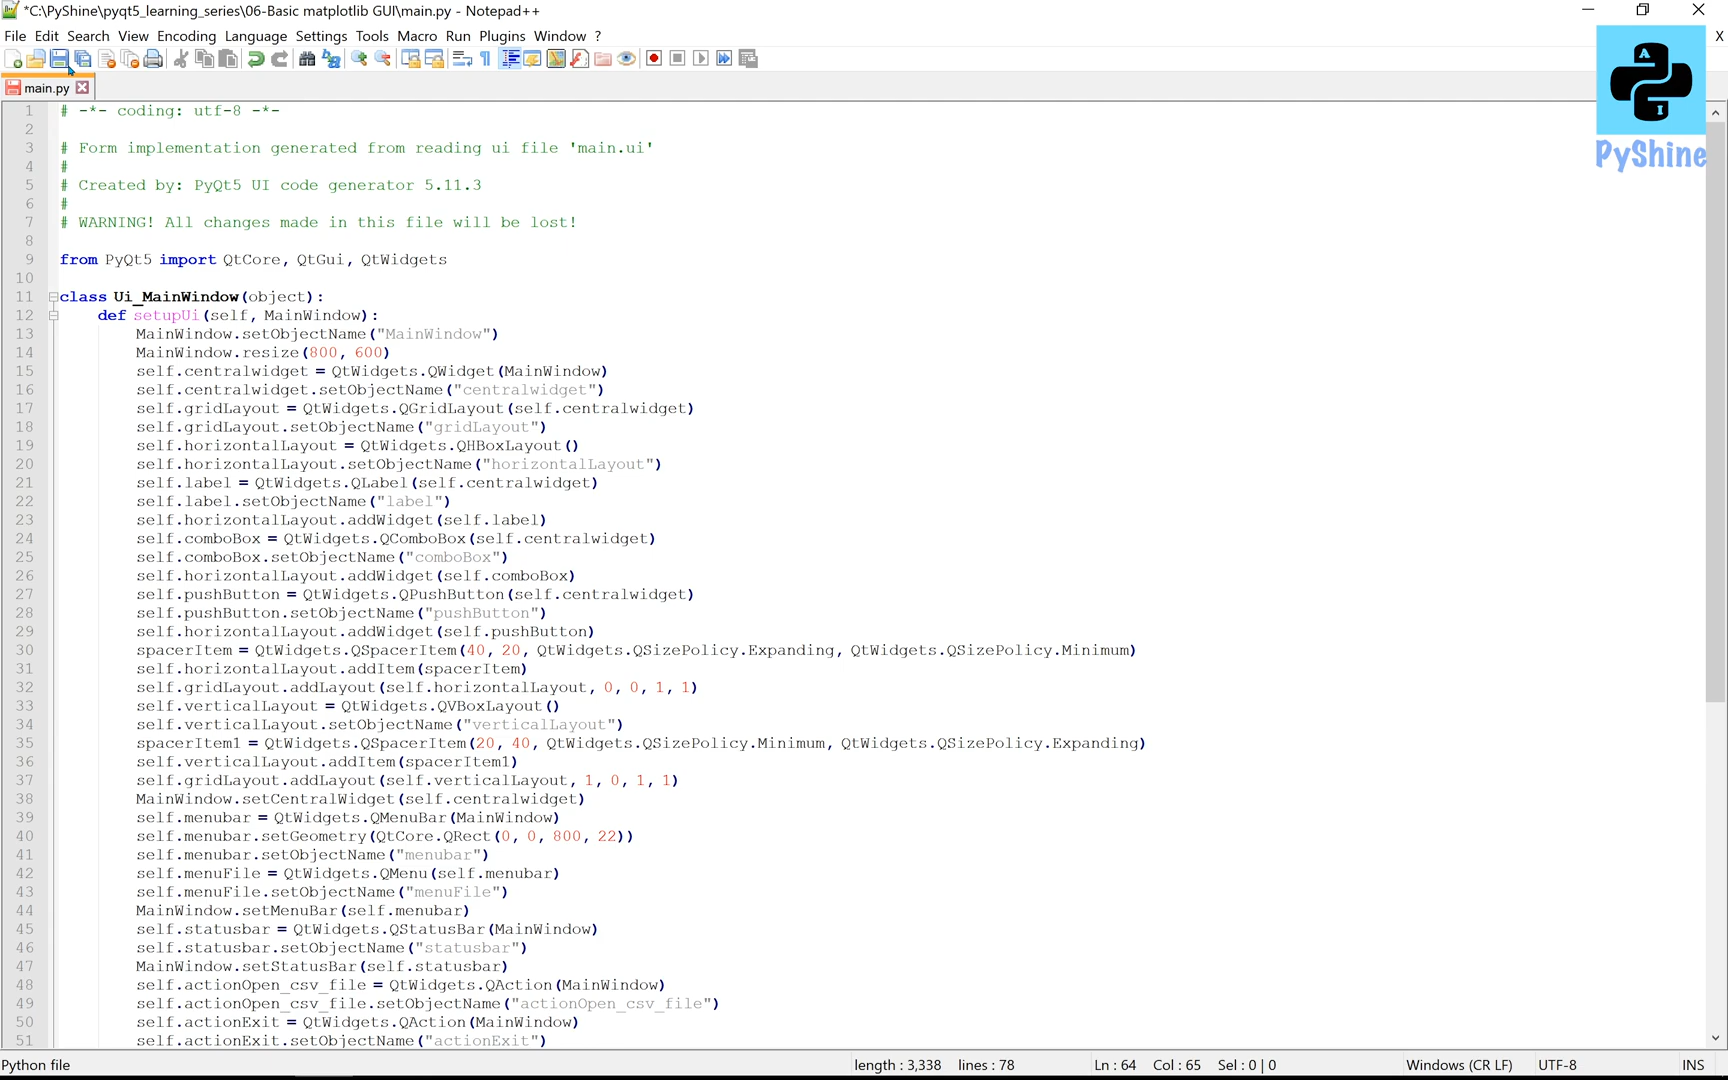 *C:\PyShine\pyqt5_learning_series\06-Basic matplotlib GUI\main.py - Notepad++
File Edit Search View Encoding Language Settings Tools Macro Run Plugins Window ? X
main.py
1 # -*- coding: utf-8 -*-
2
3 # Form implementation generated from reading ui file 'main.ui'
4 #
5 # Created by: PyQt5 UI code generator 5.11.3
6 #
7 # WARNING! All changes made in this file will be lost!
8
9 from PyQt5 import QtCore, QtGui, QtWidgets
10
11 class Ui_MainWindow(object):
12 def setupUi(self, MainWindow):
13 MainWindow.setObjectName("MainWindow")
14 MainWindow.resize(800, 600)
15 self.centralwidget = QtWidgets.QWidget(MainWindow)
16 self.centralwidget.setObjectName("centralwidget")
17 self.gridLayout = QtWidgets.QGridLayout(self.centralwidget)
18 self.gridLayout.setObjectName("gridLayout")
19 self.horizontalLayout = QtWidgets.QHBoxLayout()
20 self.horizontalLayout.setObjectName("horizontalLayout")
21 self.label = QtWidgets.QLabel(self.centralwidget)
22 self.label.setObjectName("label")
23 self.horizontalLayout.addWidget(self.label)
24 self.comboBox = QtWidgets.QComboBox(self.centralwidget)
25 self.comboBox.setObjectName("comboBox")
26 self.horizontalLayout.addWidget(self.comboBox)
27 self.pushButton = QtWidgets.QPushButton(self.centralwidget)
28 self.pushButton.setObjectName("pushButton")
29 self.horizontalLayout.addWidget(self.pushButton)
30 spacerItem = QtWidgets.QSpacerItem(40, 20, QtWidgets.QSizePolicy.Expanding, QtWidgets.QSizePolicy.Minimum)
31 self.horizontalLayout.addItem(spacerItem)
32 self.gridLayout.addLayout(self.horizontalLayout, 0, 0, 1, 1)
33 self.verticalLayout = QtWidgets.QVBoxLayout()
34 self.verticalLayout.setObjectName("verticalLayout")
35 spacerItem1 = QtWidgets.QSpacerItem(20, 40, QtWidgets.QSizePolicy.Minimum, QtWidgets.QSizePolicy.Expanding)
36 self.verticalLayout.addItem(spacerItem1)
37 self.gridLayout.addLayout(self.verticalLayout, 1, 0, 1, 1)
38 MainWindow.setCentralWidget(self.centralwidget)
39 self.menubar = QtWidgets.QMenuBar(MainWindow)
40 self.menubar.setGeometry(QtCore.QRect(0, 0, 800, 22))
41 self.menubar.setObjectName("menubar")
42 self.menuFile = QtWidgets.QMenu(self.menubar)
43 self.menuFile.setObjectName("menuFile")
44 MainWindow.setMenuBar(self.menubar)
45 self.statusbar = QtWidgets.QStatusBar(MainWindow)
46 self.statusbar.setObjectName("statusbar")
47 MainWindow.setStatusBar(self.statusbar)
48 self.actionOpen_csv_file = QtWidgets.QAction(MainWindow)
49 self.actionOpen_csv_file.setObjectName("actionOpen_csv_file")
50 self.actionExit = QtWidgets.QAction(MainWindow)
51 self.actionExit.setObjectName("actionExit")
A
I
PyShine
Python file length : 3,338 lines : 78 Ln : 64 Col : 65 Sel : 0 | 0 Windows (CR LF) UTF-8 INS